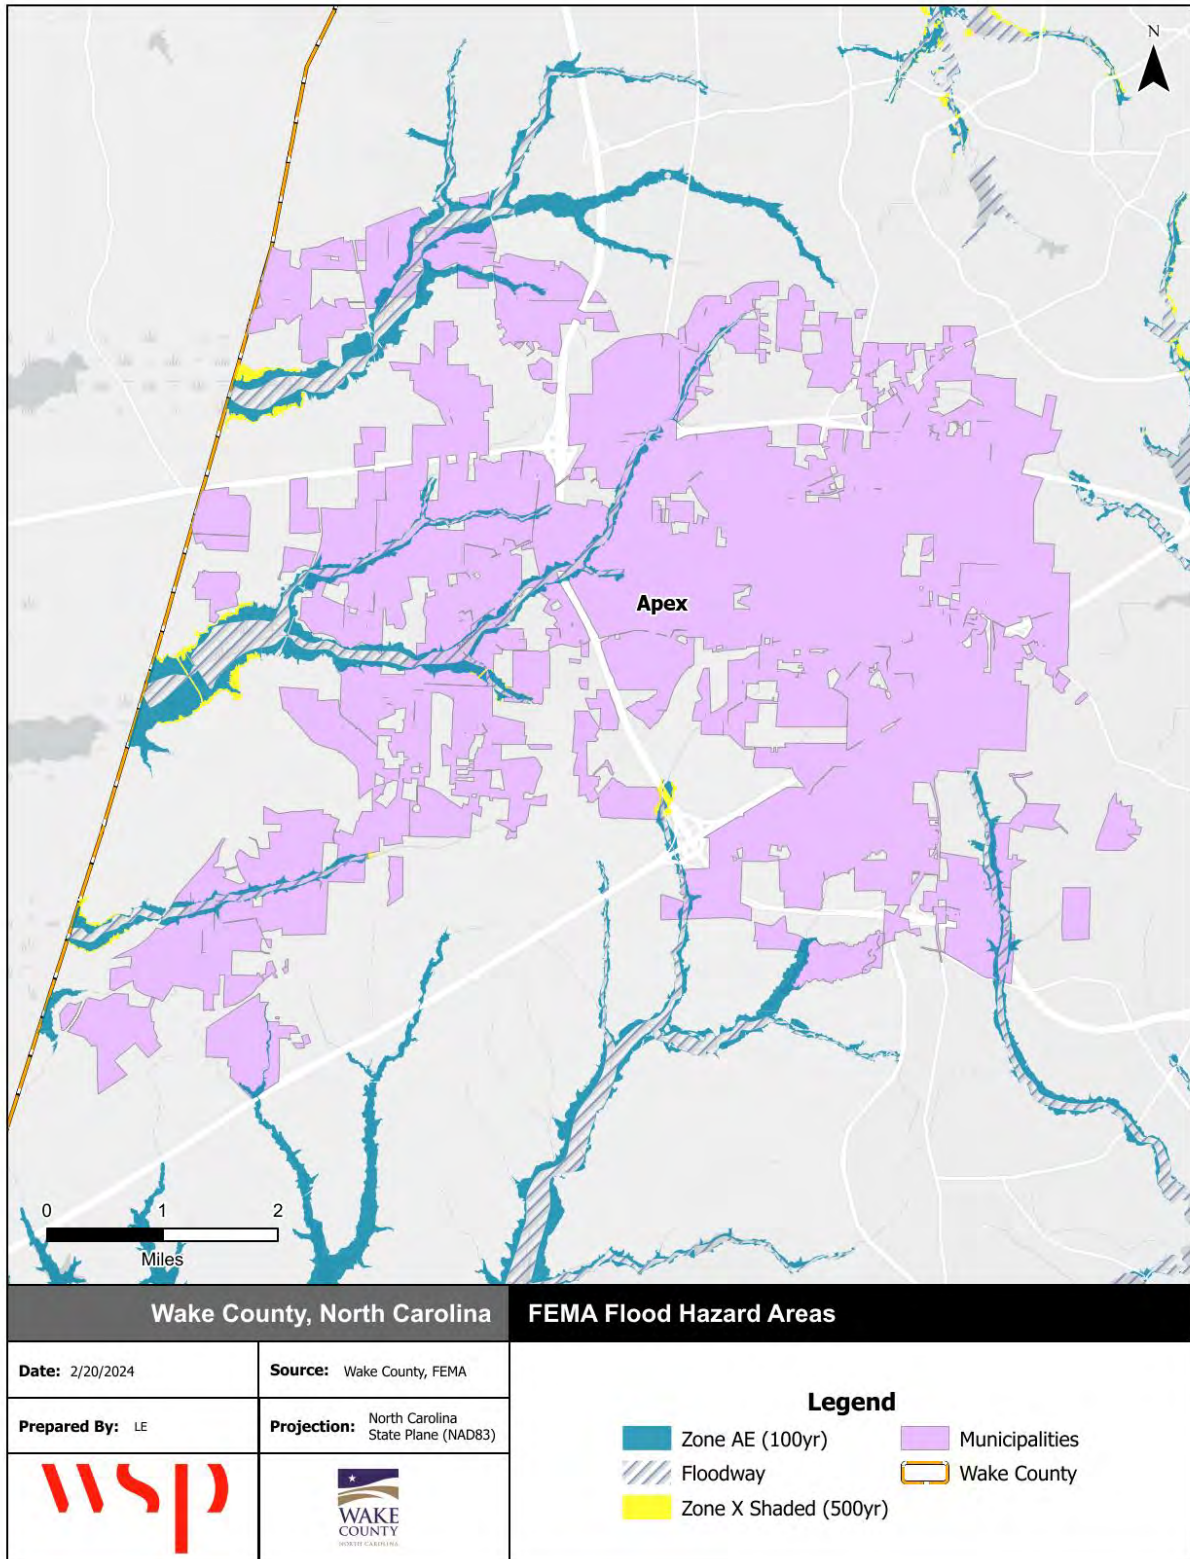 N
Apex
0 1 2
Miles
Wake County, North Carolina
FEMA Flood Hazard Areas
Date: 2/20/2024
Source: Wake County, FEMA
Prepared By: LE
Projection: North Carolina
State Plane (NAD83)
wsp
WAKE
COUNTY
NORTH CAROLINA
Legend
Zone AE (100yr)
Floodway
Zone X Shaded (500yr)
Municipalities
Wake County